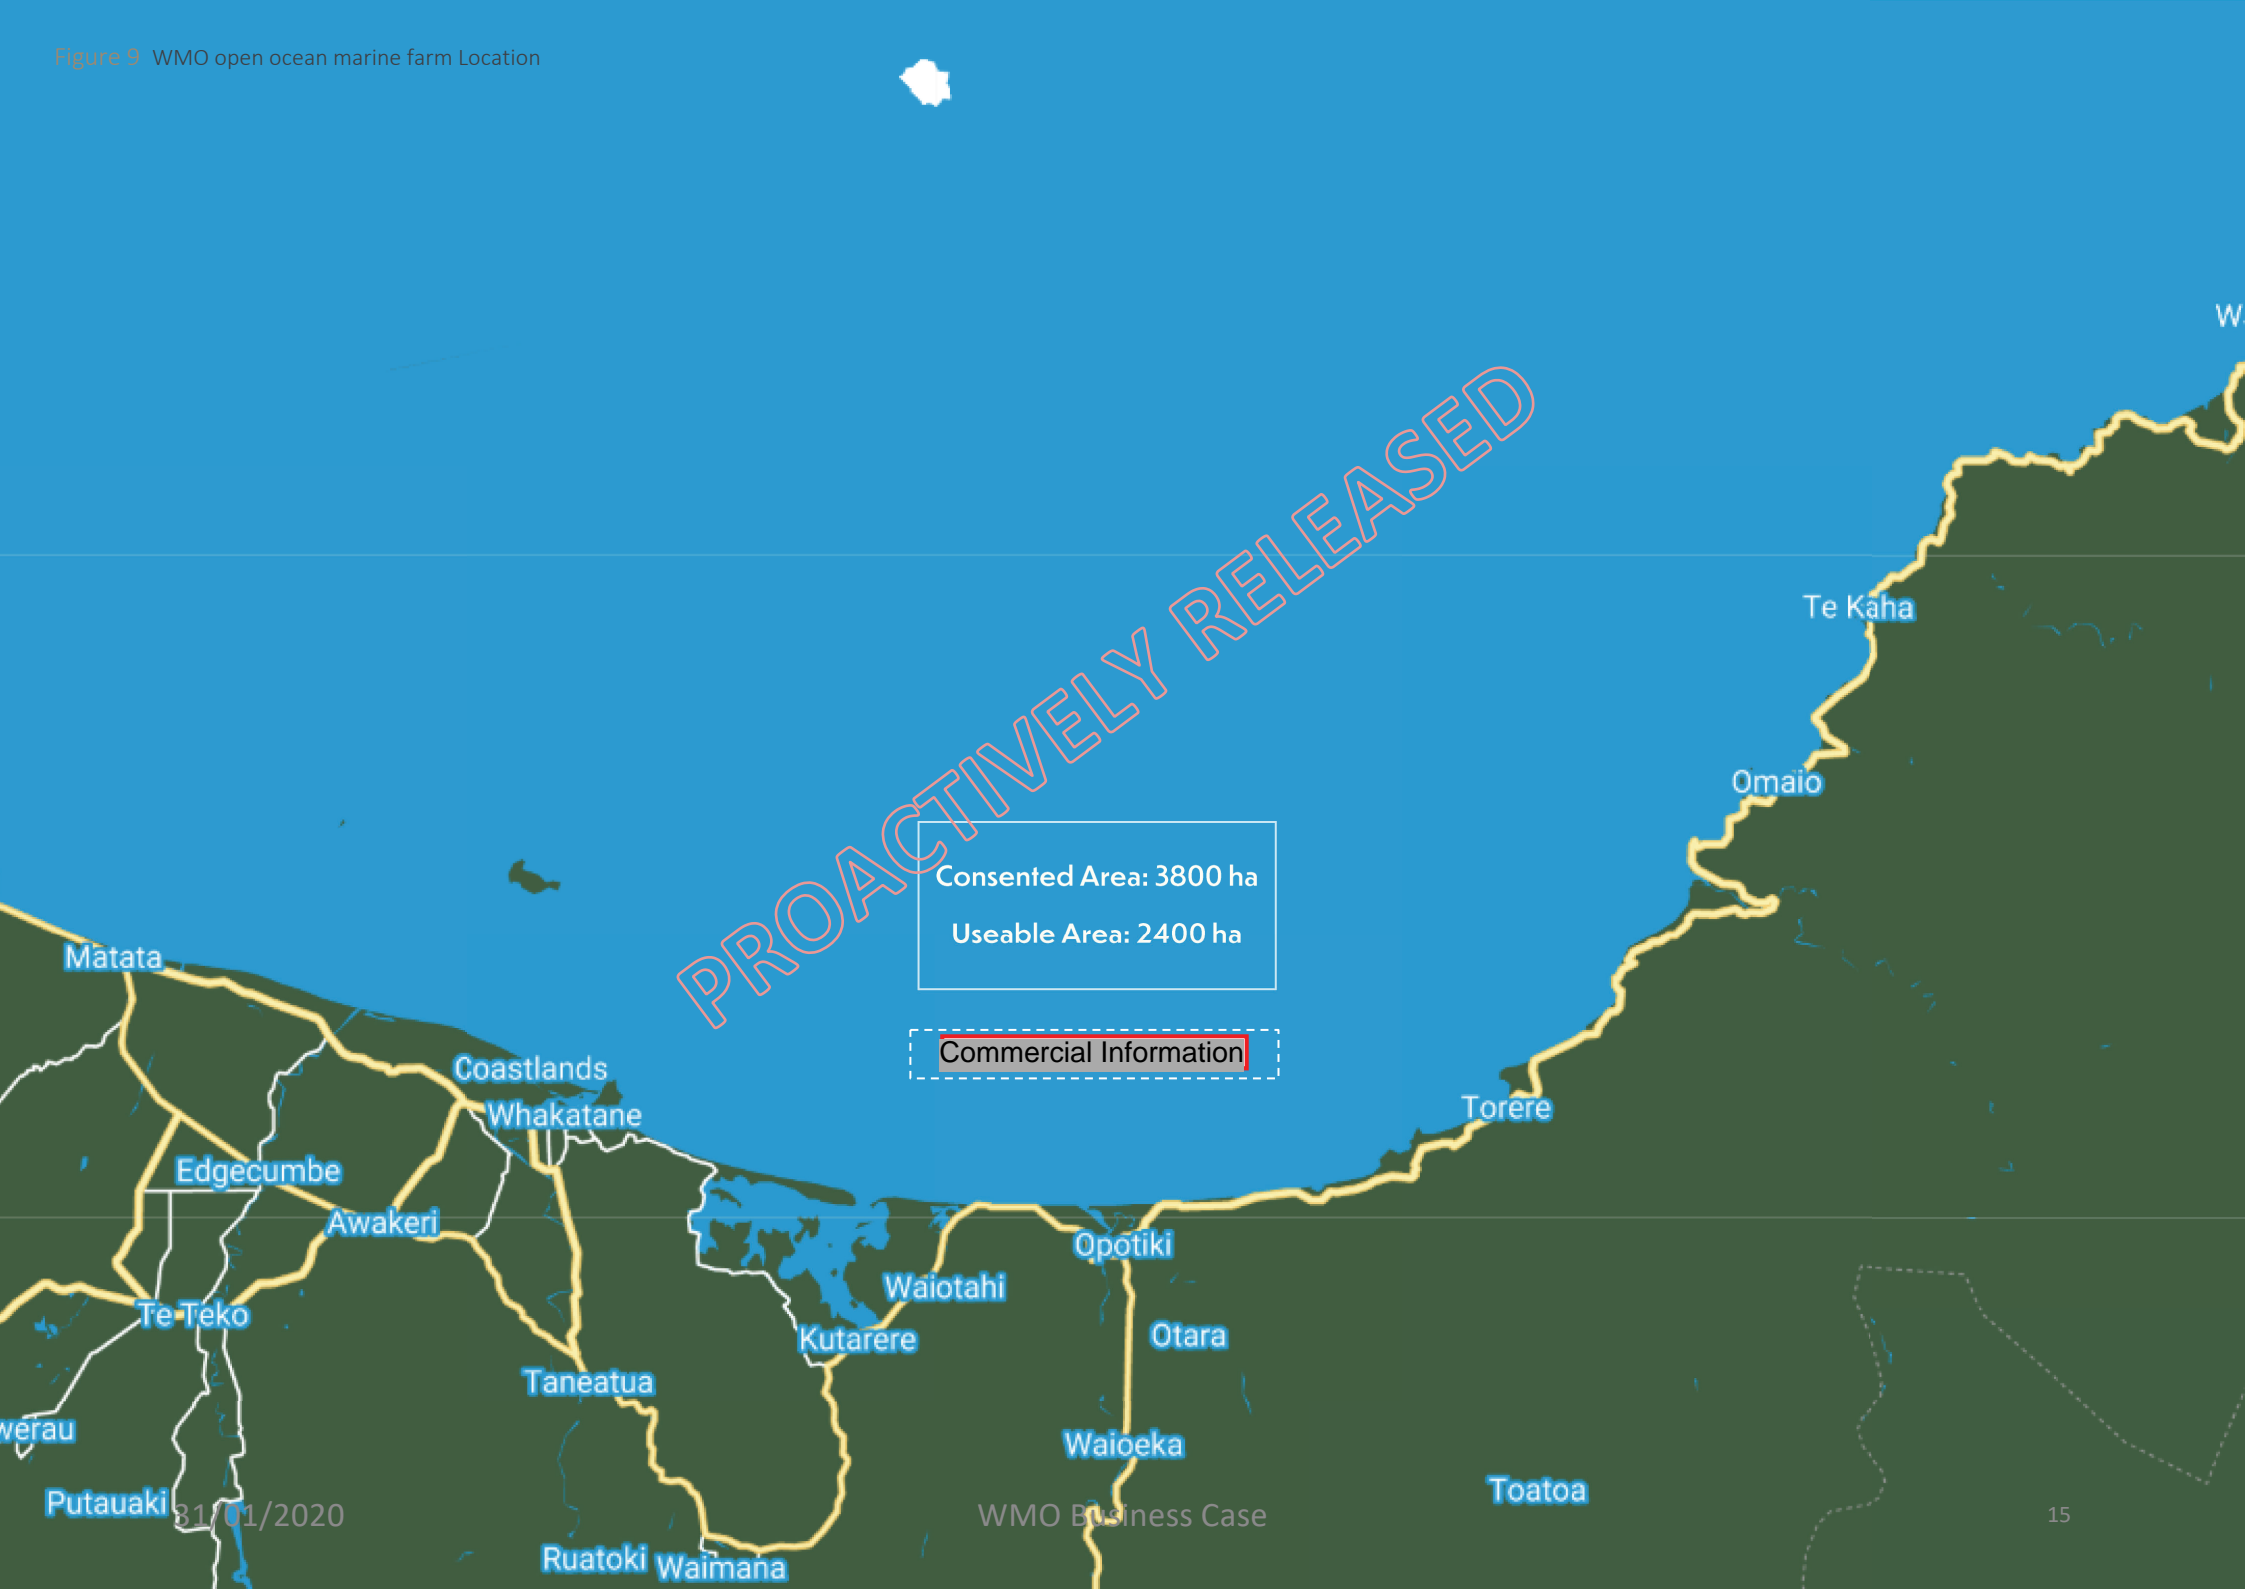 Figure 9 WMO open ocean marine farm Location
PROACTIVELY RELEASED
Te Kaha
Omaio
Consented Area: 3800 ha
Useable Area: 2400 ha
Matata
Commercial Information
Coastlands
Whakatane
Torere
Edgecumbe
Awakeri
Opotiki
Waiotahi
Te Teko
Kutarere
Otara
Taneatua
werau
Waioeka
Toatoa
Putauaki
31/01/2020
WMO Business Case
15
Ruatoki
Waimana